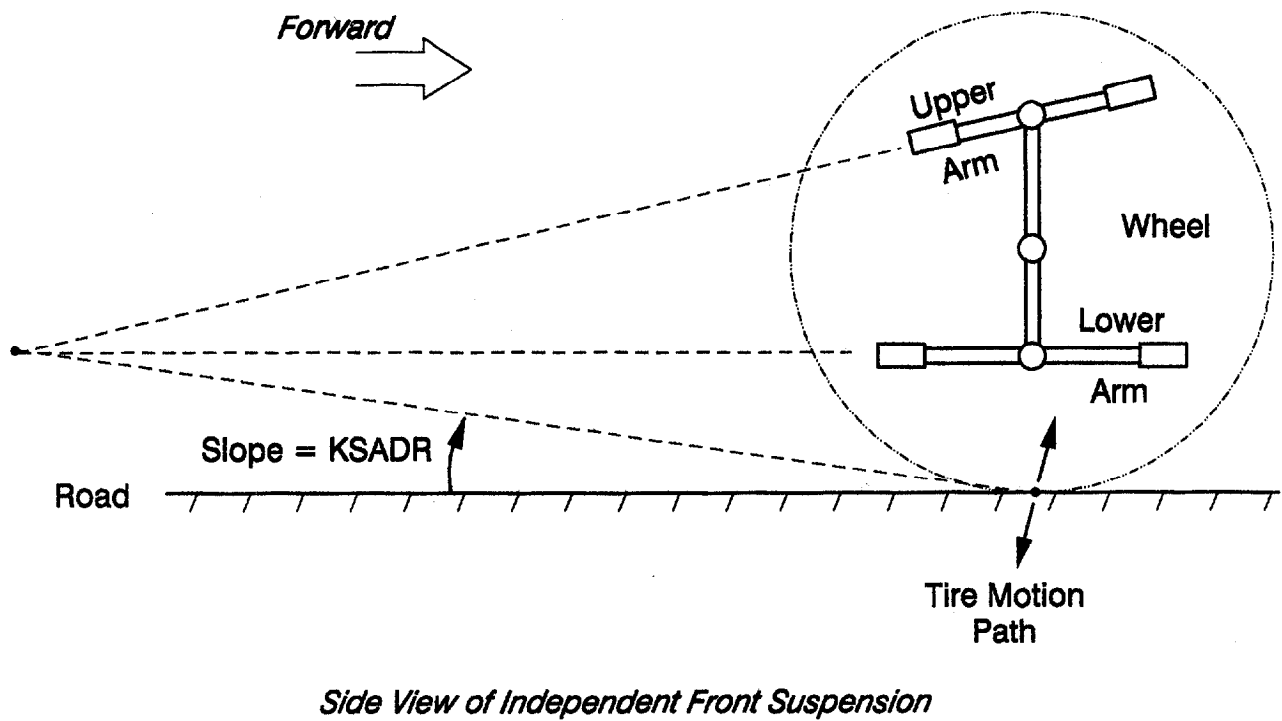 Forward
Upper
Arm
Wheel
Lower
Arm
Slope = KSADR
Road
Tire Motion
Path
Side View of Independent Front Suspension